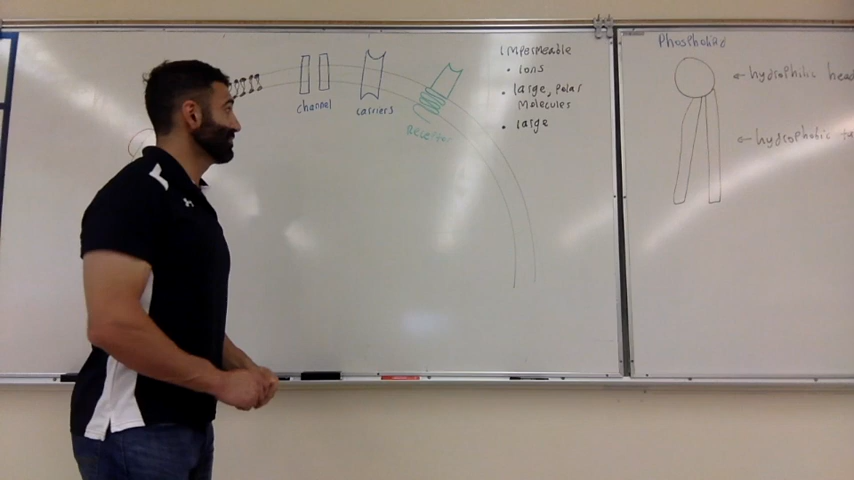 channel
carriers
Receptor
Impermeable
• Ions
• large, Polar
Molecules
• large
Phospholipid
hydrophilic head
hydrophobic